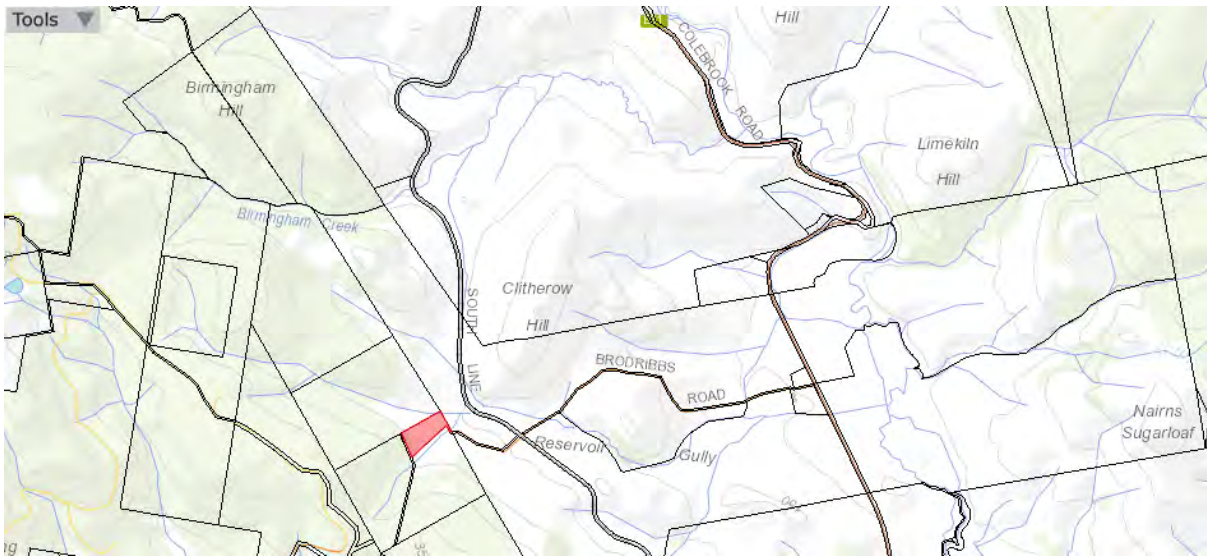 Tools
Hill
COLEBROOK ROAD
Birmingham
Hill
Limekiln
Hill
Birmingham Creek
Clitherow
Hill
SOUTH LINE
BRODRIBBS
ROAD
Nairns
Sugarloaf
Reservoir
Gully